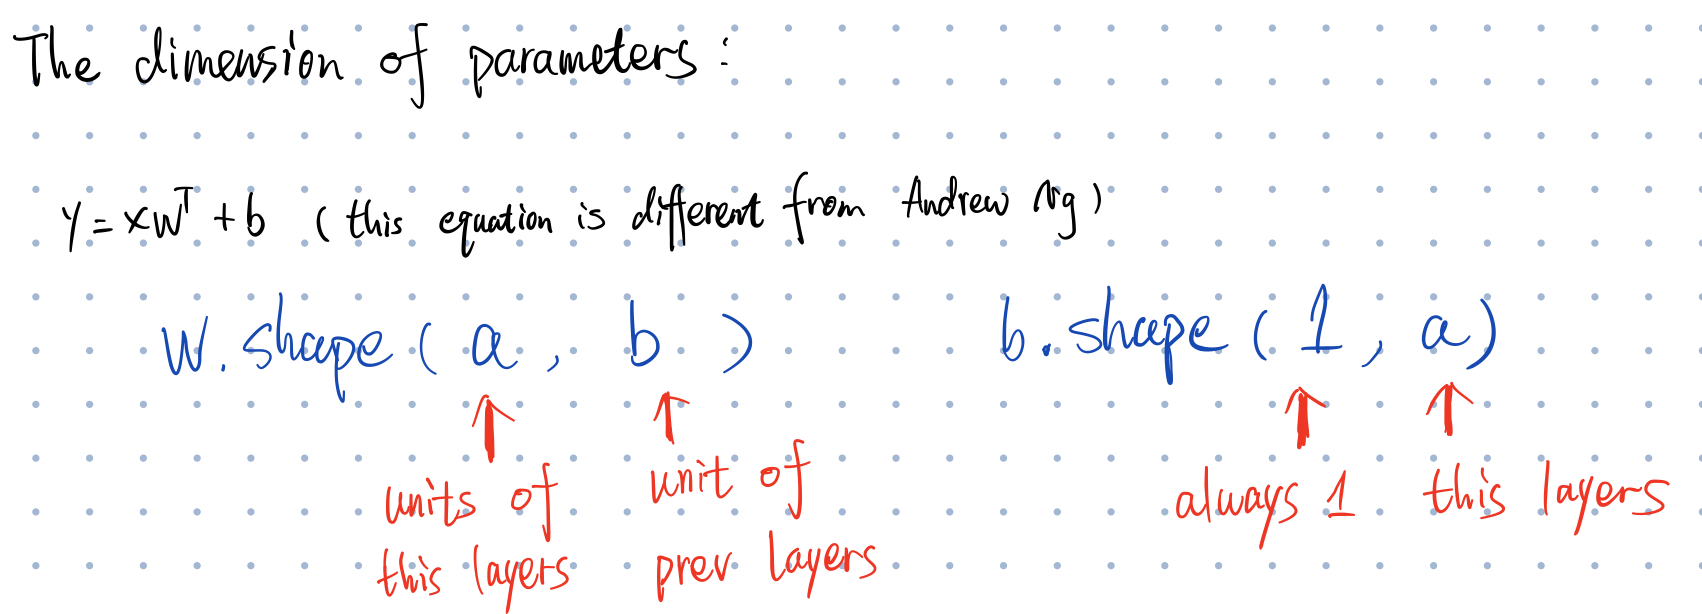 The dimension of parameters:
y = xw^T + b (this equation is different from Andrew Ng)
w.shape(a, b) b.shape(1, a)
units of this layers
unit of prev layers
always 1
this layers